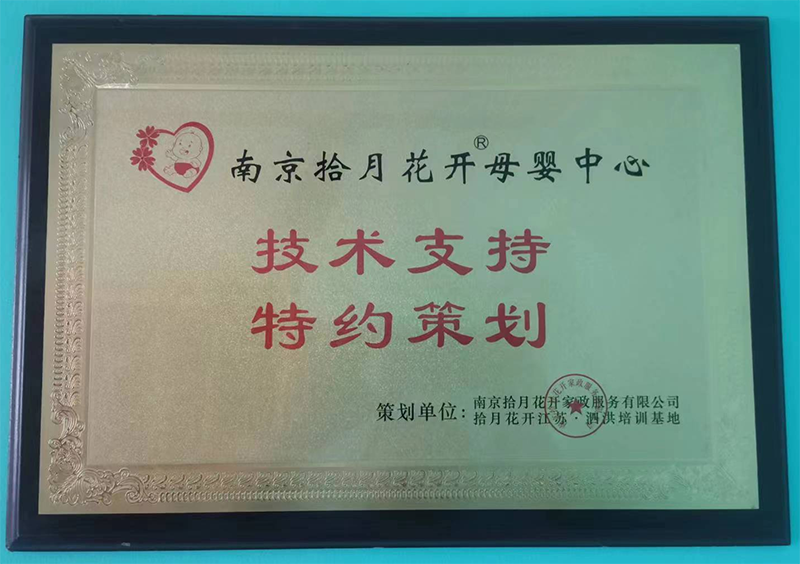 南京拾月花开®母婴中心
技术支持
特约策划
策划单位：南京拾月花开家政服务有限公司
拾月花开江苏·泗洪培训基地